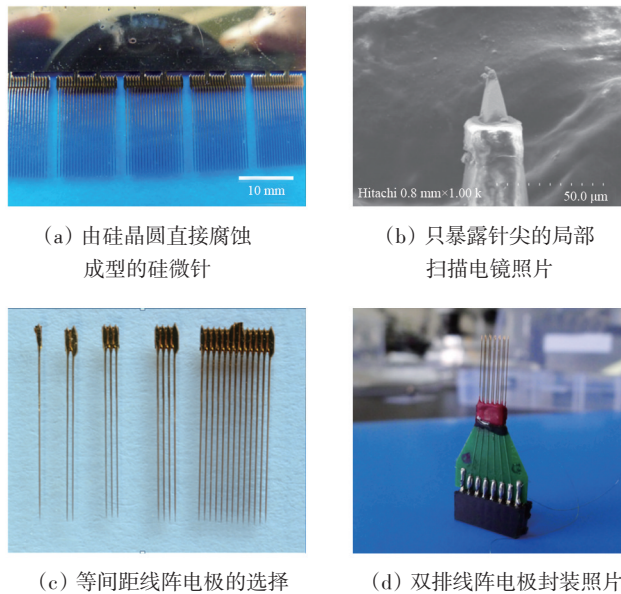 10 mm
Hitachi 0.8 mm×1.00 k
50.0 μm
（a）由硅晶圆直接腐蚀
成型的硅微针
（b）只暴露针尖的局部
扫描电镜照片
（c）等间距线阵电极的选择
（d）双排线阵电极封装照片